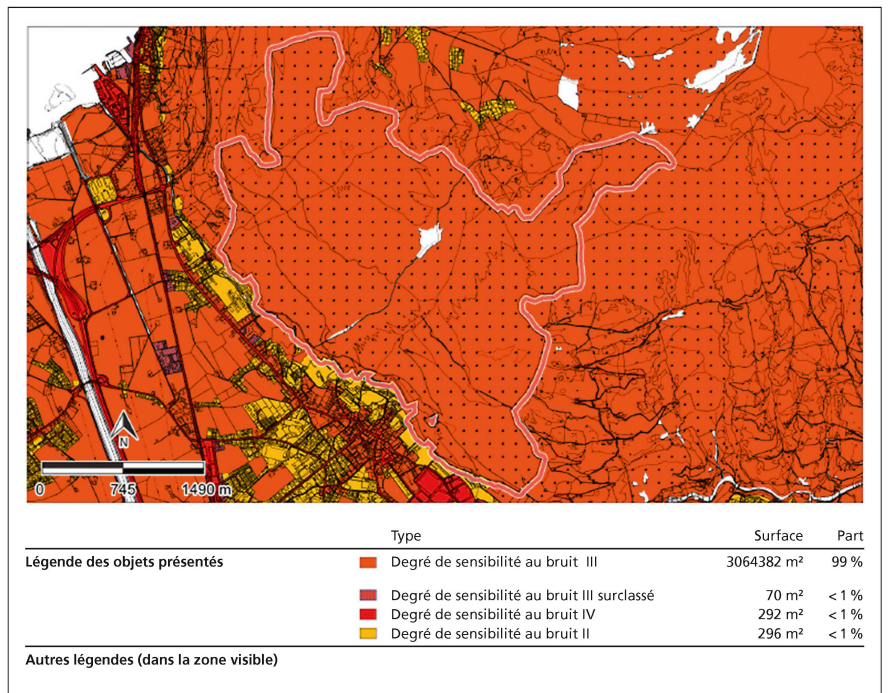 N
0 745 1490 m
Type Surface Part
Légende des objets présentés Degré de sensibilité au bruit III 3064382 m² 99 %
Degré de sensibilité au bruit III surclassé 70 m² < 1 %
Degré de sensibilité au bruit IV 292 m² < 1 %
Degré de sensibilité au bruit II 296 m² < 1 %
Autres légendes (dans la zone visible)